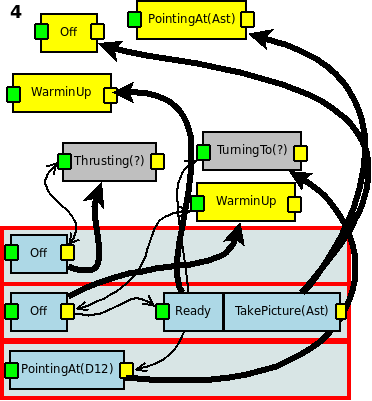 4
Off
PointingAt(Ast)
WarminUp
Thrusting(?)
TurningTo(?)
WarminUp
Off
Off
Ready
TakePicture(Ast)
PointingAt(D12)